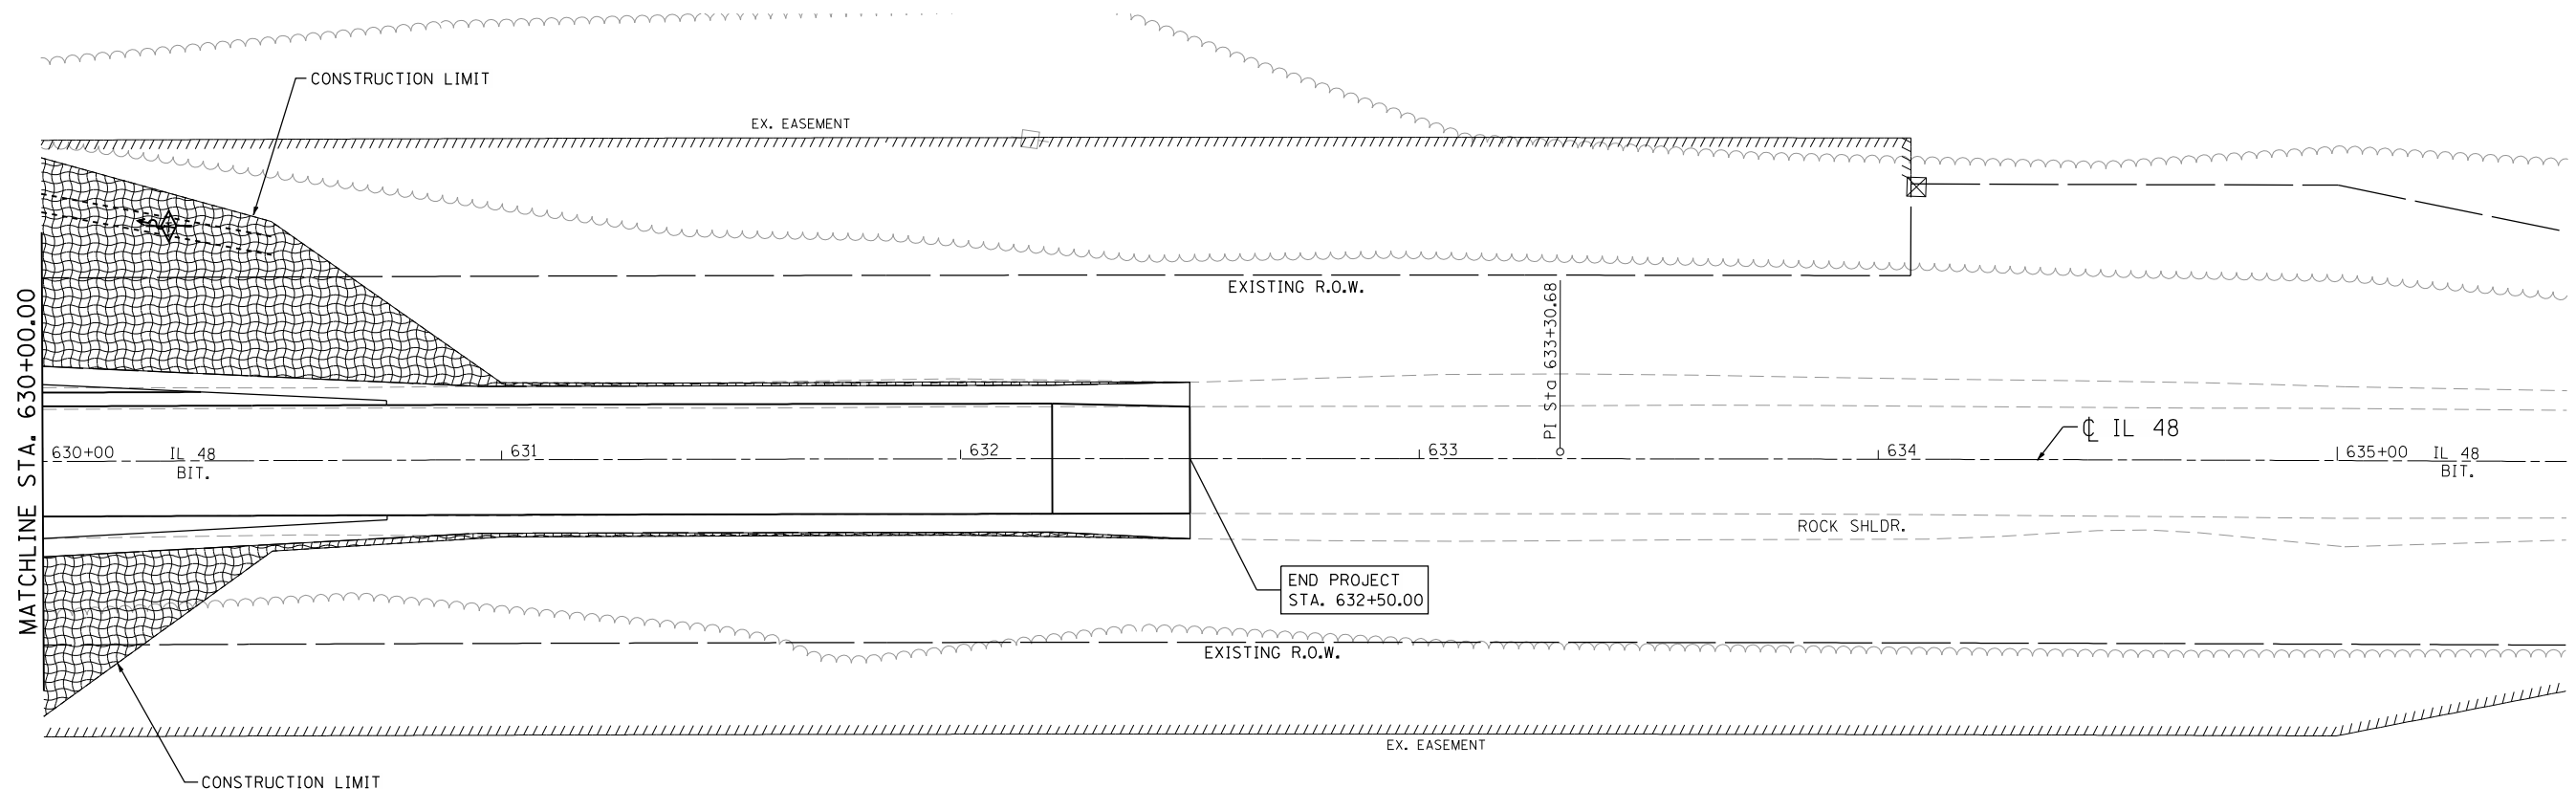 CONSTRUCTION LIMIT
EX. EASEMENT
EXISTING R.O.W.
PI Sta 633+30.68
MATCHLINE STA. 630+00.00
630+00
IL 48
BIT.
631
632
633
634
℄ IL 48
635+00
IL 48
BIT.
ROCK SHLDR.
END PROJECT
STA. 632+50.00
EXISTING R.O.W.
EX. EASEMENT
CONSTRUCTION LIMIT